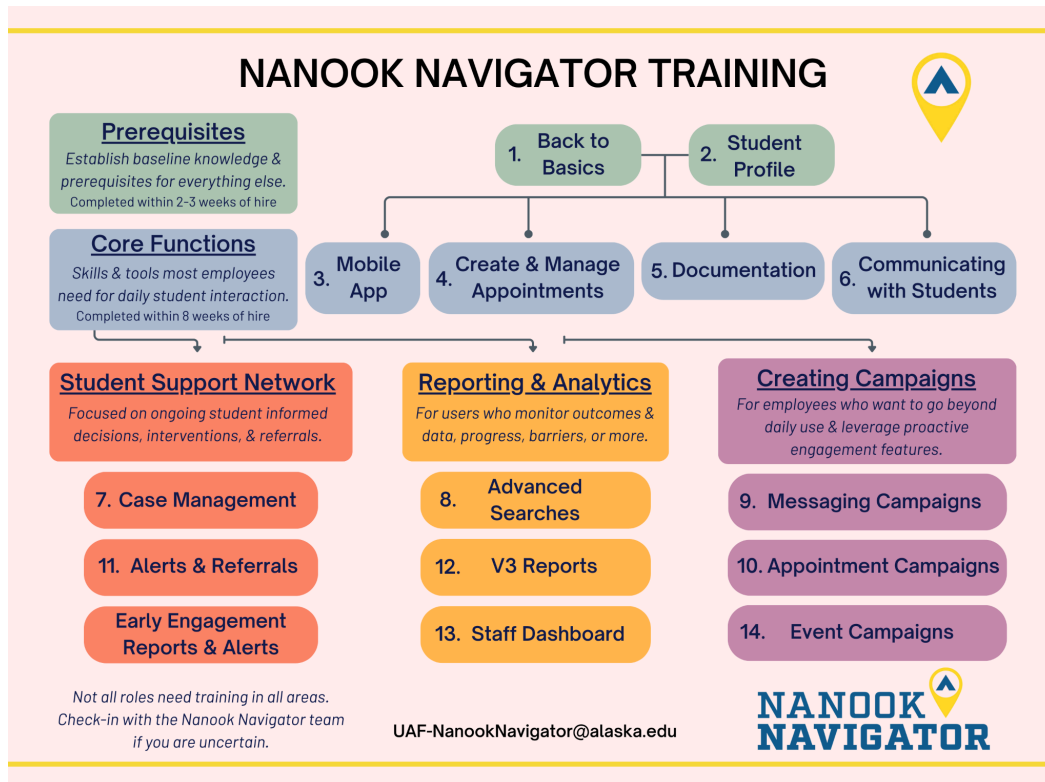 NANOOK NAVIGATOR TRAINING
Prerequisites
Establish baseline knowledge &
prerequisites for everything else.
Completed within 2-3 weeks of hire
1. Back to
Basics
2. Student
Profile
Core Functions
Skills & tools most employees
need for daily student interaction.
Completed within 8 weeks of hire
3. Mobile
App
4. Create & Manage
Appointments
5. Documentation
6. Communicating
with Students
Student Support Network
Focused on ongoing student informed
decisions, interventions, & referrals.
7. Case Management
11. Alerts & Referrals
Early Engagement
Reports & Alerts
Reporting & Analytics
For users who monitor outcomes &
data, progress, barriers, or more.
8. Advanced
Searches
12. V3 Reports
13. Staff Dashboard
Creating Campaigns
For employees who want to go beyond
daily use & leverage proactive
engagement features.
9. Messaging Campaigns
10. Appointment Campaigns
14. Event Campaigns
Not all roles need training in all areas.
Check-in with the Nanook Navigator team
if you are uncertain.
UAF-NanookNavigator@alaska.edu
NANOOK
NAVIGATOR